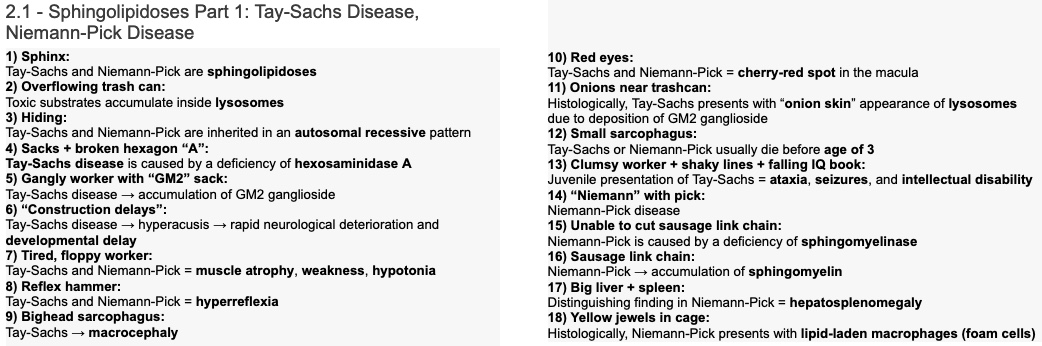 2.1 - Sphingolipidoses Part 1: Tay-Sachs Disease,
Niemann-Pick Disease
1) Sphinx:
Tay-Sachs and Niemann-Pick are sphingolipidoses
2) Overflowing trash can:
Toxic substrates accumulate inside lysosomes
3) Hiding:
Tay-Sachs and Niemann-Pick are inherited in an autosomal recessive pattern
4) Sacks + broken hexagon “A”:
Tay-Sachs disease is caused by a deficiency of hexosaminidase A
5) Gangly worker with “GM2” sack:
Tay-Sachs disease → accumulation of GM2 ganglioside
6) “Construction delays”:
Tay-Sachs disease → hyperacusis → rapid neurological deterioration and
developmental delay
7) Tired, floppy worker:
Tay-Sachs and Niemann-Pick = muscle atrophy, weakness, hypotonia
8) Reflex hammer:
Tay-Sachs and Niemann-Pick = hyperreflexia
9) Bighead sarcophagus:
Tay-Sachs → macrocephaly
10) Red eyes:
Tay-Sachs and Niemann-Pick = cherry-red spot in the macula
11) Onions near trashcan:
Histologically, Tay-Sachs presents with “onion skin” appearance of lysosomes
due to deposition of GM2 ganglioside
12) Small sarcophagus:
Tay-Sachs or Niemann-Pick usually die before age of 3
13) Clumsy worker + shaky lines + falling IQ book:
Juvenile presentation of Tay-Sachs = ataxia, seizures, and intellectual disability
14) “Niemann” with pick:
Niemann-Pick disease
15) Unable to cut sausage link chain:
Niemann-Pick is caused by a deficiency of sphingomyelinase
16) Sausage link chain:
Niemann-Pick → accumulation of sphingomyelin
17) Big liver + spleen:
Distinguishing finding in Niemann-Pick = hepatosplenomegaly
18) Yellow jewels in cage:
Histologically, Niemann-Pick presents with lipid-laden macrophages (foam cells)